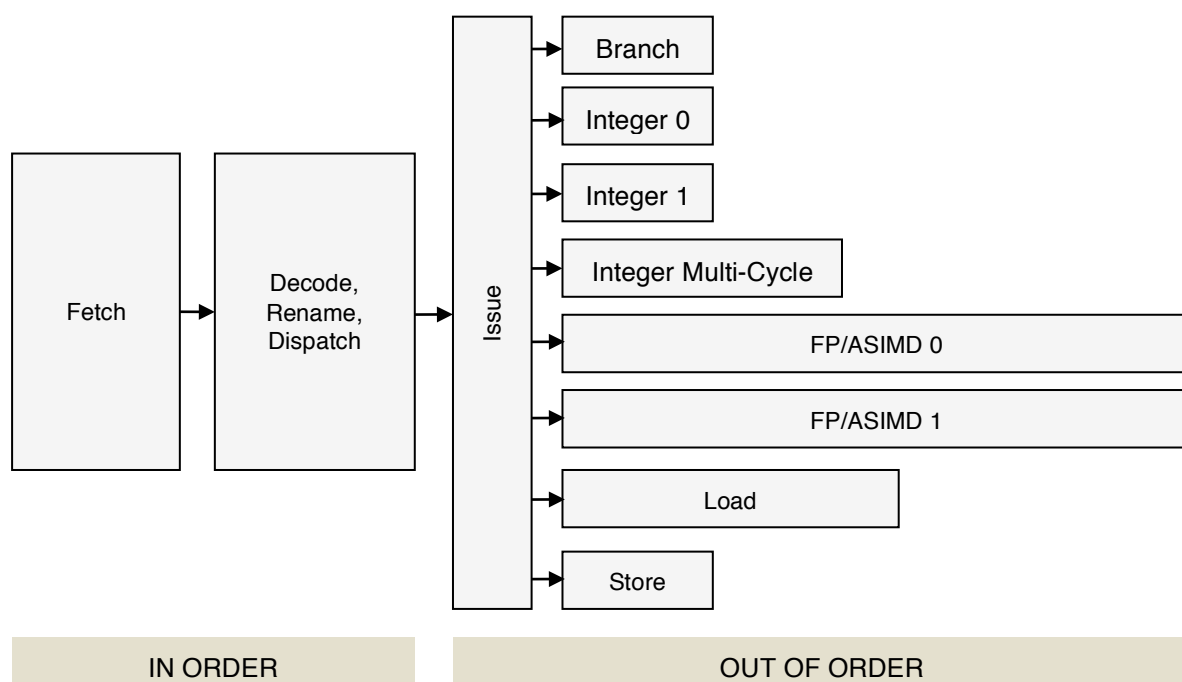 Fetch
Decode,
Rename,
Dispatch
Issue
Branch
Integer 0
Integer 1
Integer Multi-Cycle
FP/ASIMD 0
FP/ASIMD 1
Load
Store
IN ORDER
OUT OF ORDER